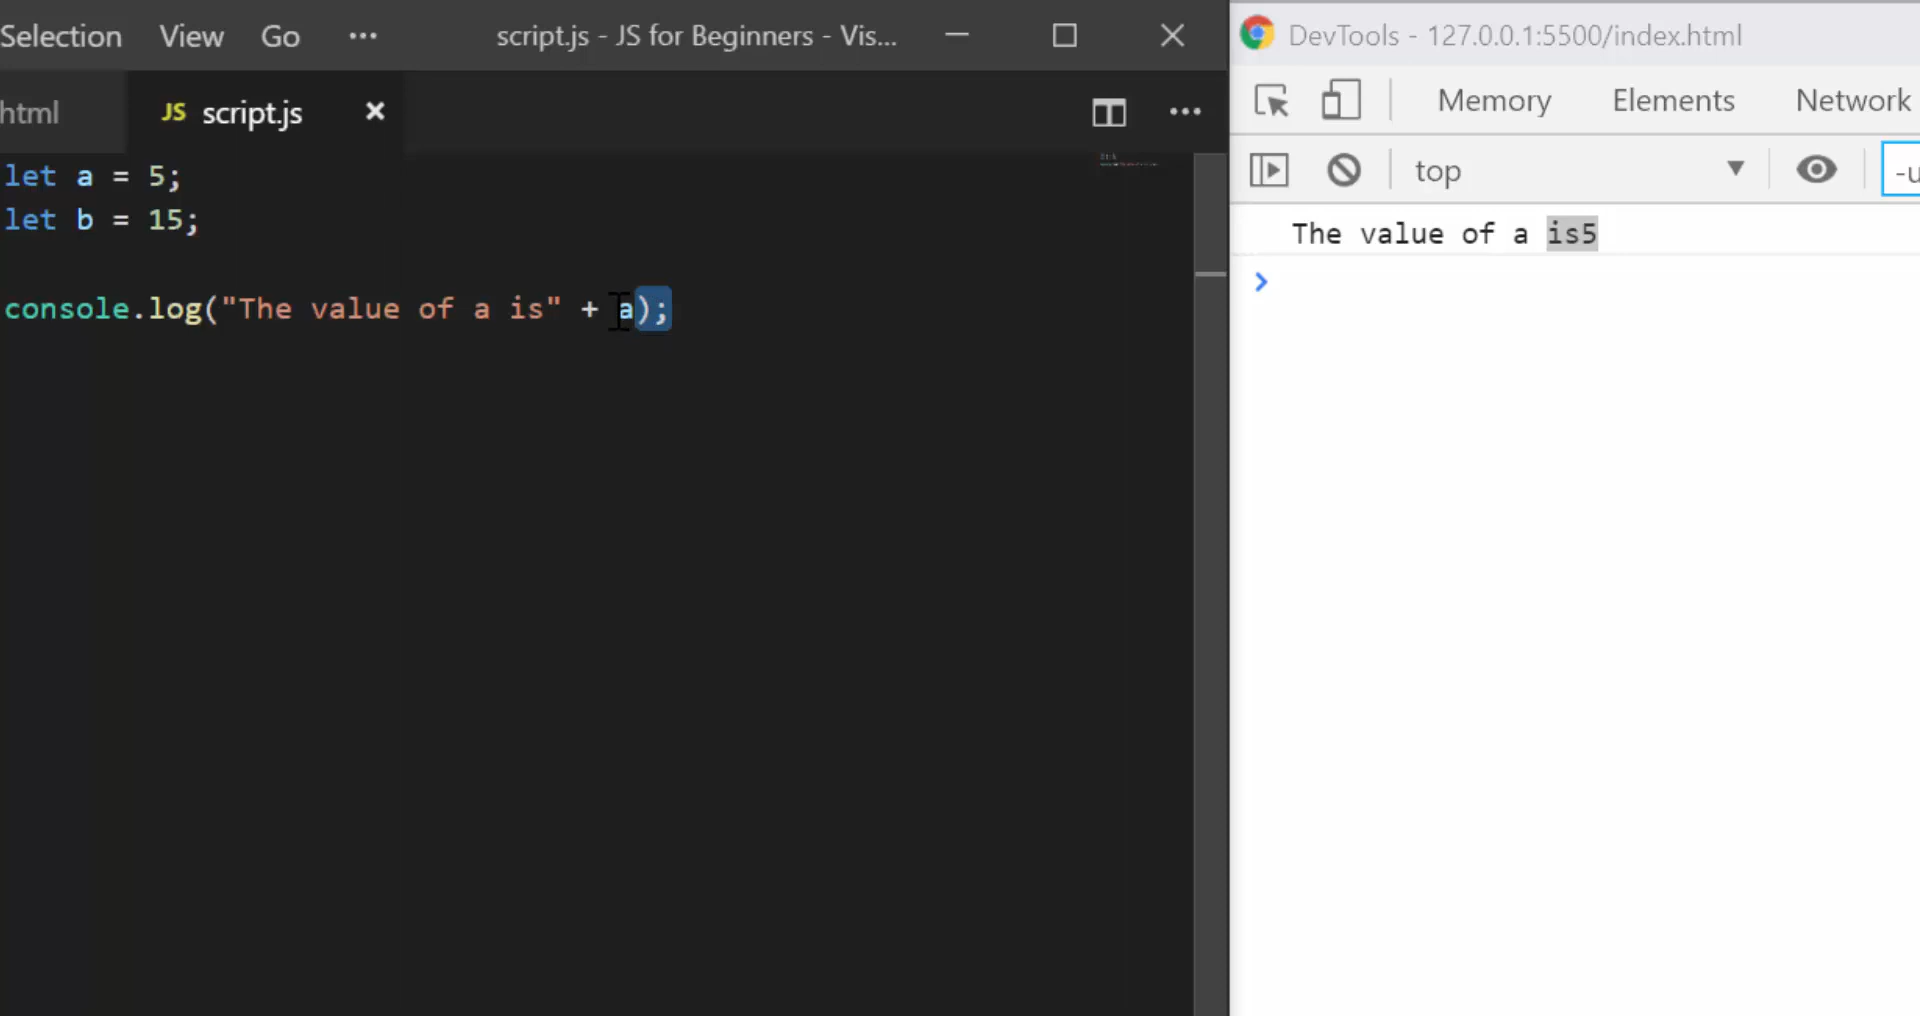 Selection View Go ··· script.js - JS for Beginners - Vis...
html JS script.js
let a = 5;
let b = 15;
console.log("The value of a is" + a);
DevTools - 127.0.0.1:5500/index.html
Memory Elements Network
top -u
The value of a is5